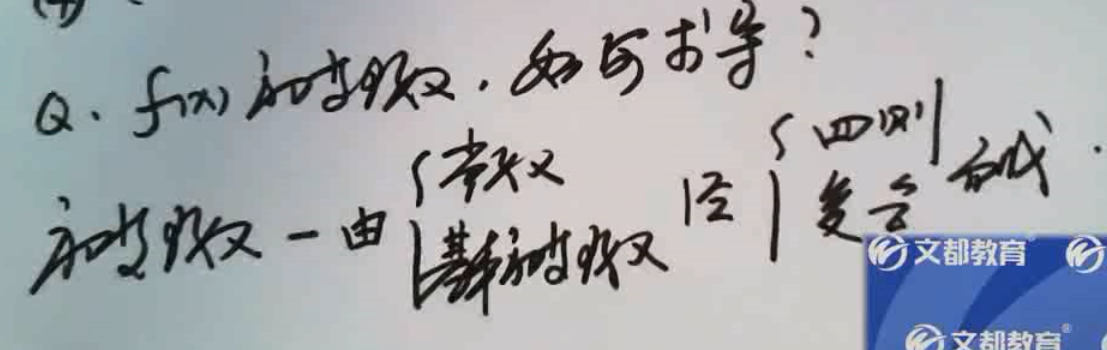 Q. f(x)初等函数,如何求导?
初等函数-由{常数 基本初等函数 经{四则 复合 而成.
文都教育
文都教育